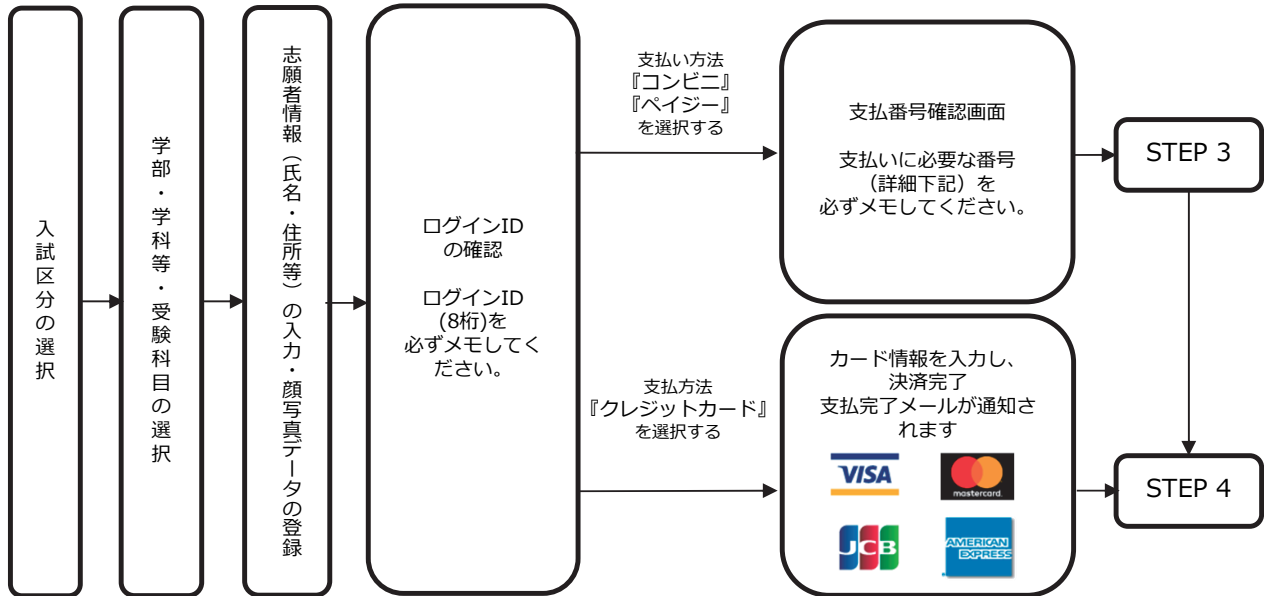 入試区分の選択
学部・学科等・受験科目の選択
志願者情報（氏名・住所等）の入力・顔写真データの登録
ログインID
の確認
ログインID
(8桁)を
必ずメモしてく
ださい。
支払い方法
『コンビニ』
『ペイジー』
を選択する
支払番号確認画面
支払いに必要な番号
（詳細下記）を
必ずメモしてください。
STEP 3
支払方法
『クレジットカード』
を選択する
カード情報を入力し、
決済完了
支払完了メールが通知さ
れます
VISA
mastercard.
JCB
AMERICAN
EXPRESS
STEP 4